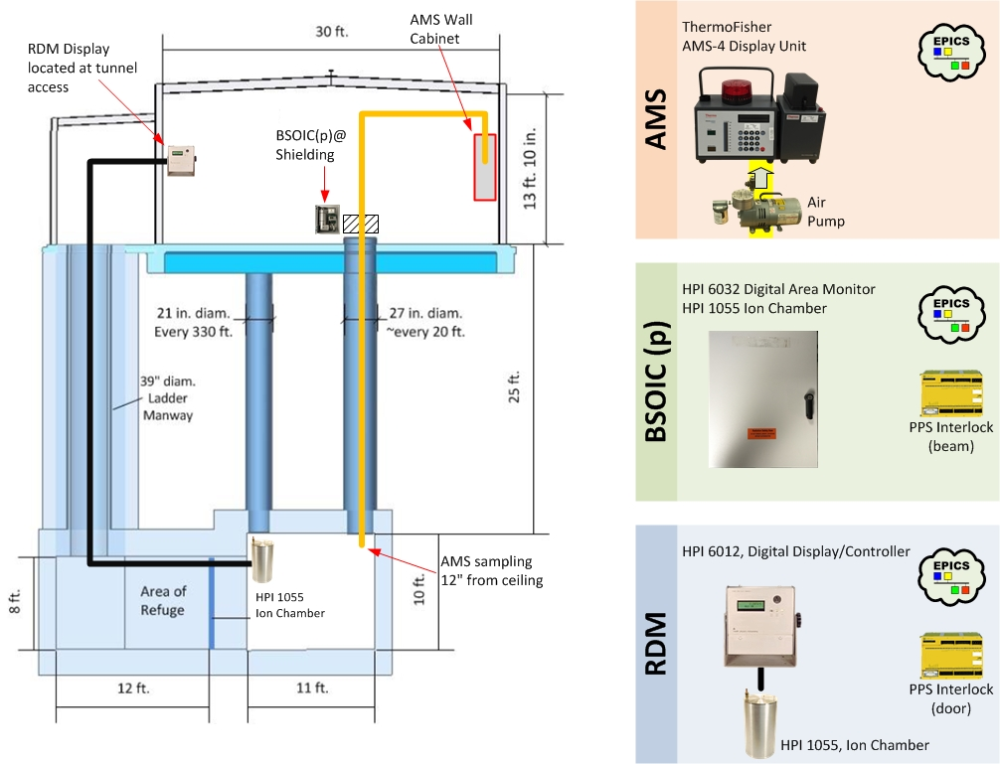 30 ft.
AMS Wall
Cabinet
RDM Display
located at tunnel
access
BSOIC(p)@
Shielding
13 ft. 10 in.
21 in. diam.
Every 330 ft.
27 in. diam.
~every 20 ft.
39" diam.
Ladder
Manway
25 ft.
AMS sampling
12" from ceiling
HPI 1055
Ion Chamber
Area of
Refuge
8 ft.
10 ft.
12 ft.
11 ft.
AMS
ThermoFisher
AMS-4 Display Unit
EPICS
Air
Pump
BSOIC (p)
HPI 6032 Digital Area Monitor
HPI 1055 Ion Chamber
EPICS
PPS Interlock
(beam)
RDM
HPI 6012, Digital Display/Controller
EPICS
PPS Interlock
(door)
HPI 1055, Ion Chamber